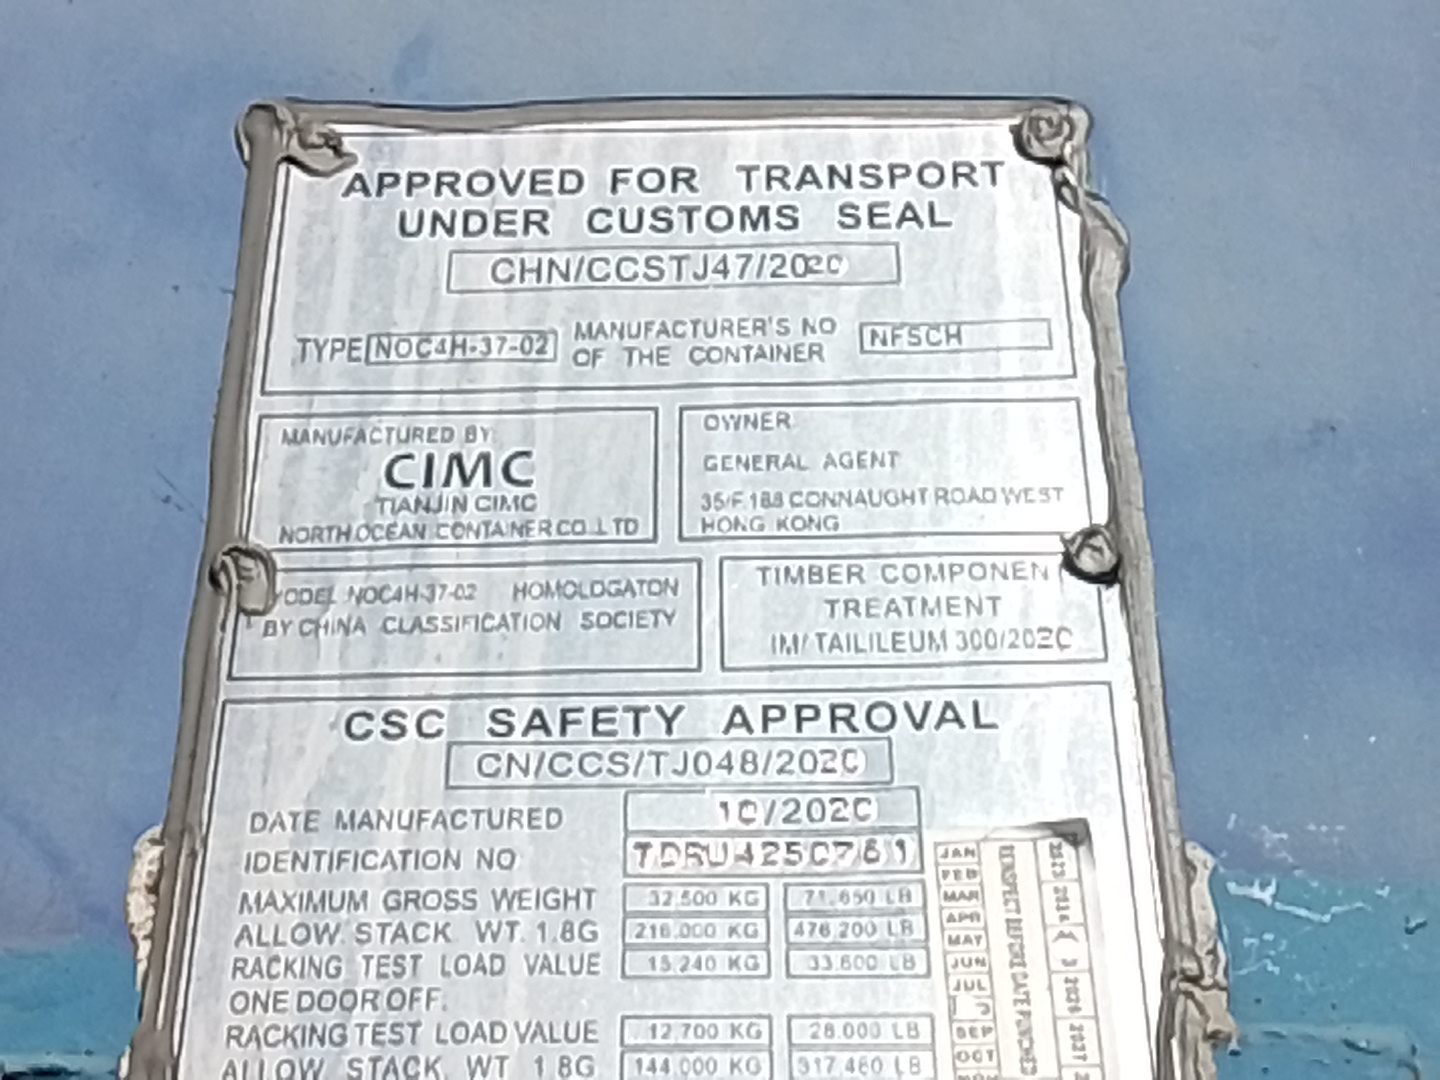 APPROVED FOR TRANSPORT
UNDER CUSTOMS SEAL
CHN/CCSTJ47/2020
TYPE NOC4H-37-02
MANUFACTURER'S NO
OF THE CONTAINER
NFSCH
MANUFACTURED BY:
CIMC
TIANJIN CIMC
NORTH OCEAN CONTAINER CO. LTD
OWNER
GENERAL AGENT
35/F. 188 CONNAUGHT ROAD WEST
HONG KONG
MODEL NOC4H-37-02 HOMOLOGATON
BY CHINA CLASSIFICATION SOCIETY
TIMBER COMPONEN
TREATMENT
IM/ TAILILEUM 300/2020
CSC SAFETY APPROVAL
CN/CCS/TJ048/2020
DATE MANUFACTURED 10/2020
IDENTIFICATION NO
MAXIMUM GROSS WEIGHT 32.500 KG 71.650 LB
ALLOW. STACK WT. 1.8G 216.000 KG 476.200 LB
RACKING TEST LOAD VALUE 15.240 KG 33.600 LB
ONE DOOR OFF.
RACKING TEST LOAD VALUE 12.700 KG 28.000 LB
ALLOW. STACK WT 1.8G 144.000 KG 317.460 LB
JAN
FEB
MAR
APR
MAY
JUN
JUL
SEP
OCT